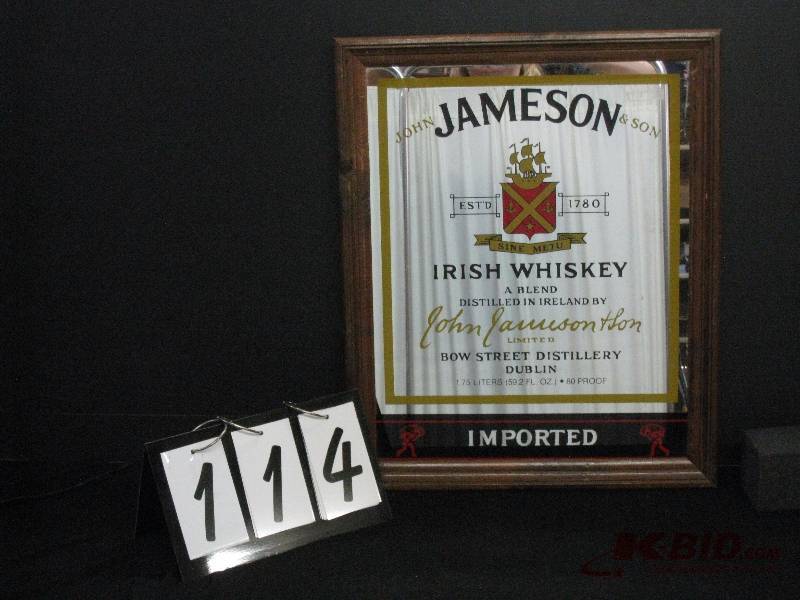 JOHN JAMESON & SON
EST'D 1780
SINE METU
IRISH WHISKEY
A BLEND
DISTILLED IN IRELAND BY
John Jameson & Son
LIMITED
BOW STREET DISTILLERY
DUBLIN
1.75 LITERS (59.2 FL. OZ.) • 80 PROOF
IMPORTED
114
K-BID.COM